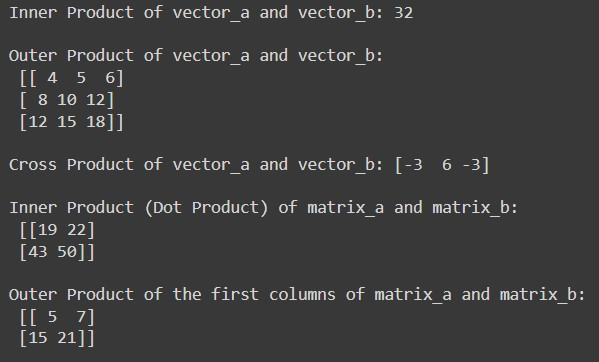 Inner Product of vector_a and vector_b: 32
Outer Product of vector_a and vector_b:
[[ 4  5  6]
[ 8 10 12]
[12 15 18]]
Cross Product of vector_a and vector_b: [-3  6 -3]
Inner Product (Dot Product) of matrix_a and matrix_b:
[[19 22]
[43 50]]
Outer Product of the first columns of matrix_a and matrix_b:
[[ 5  7]
[15 21]]